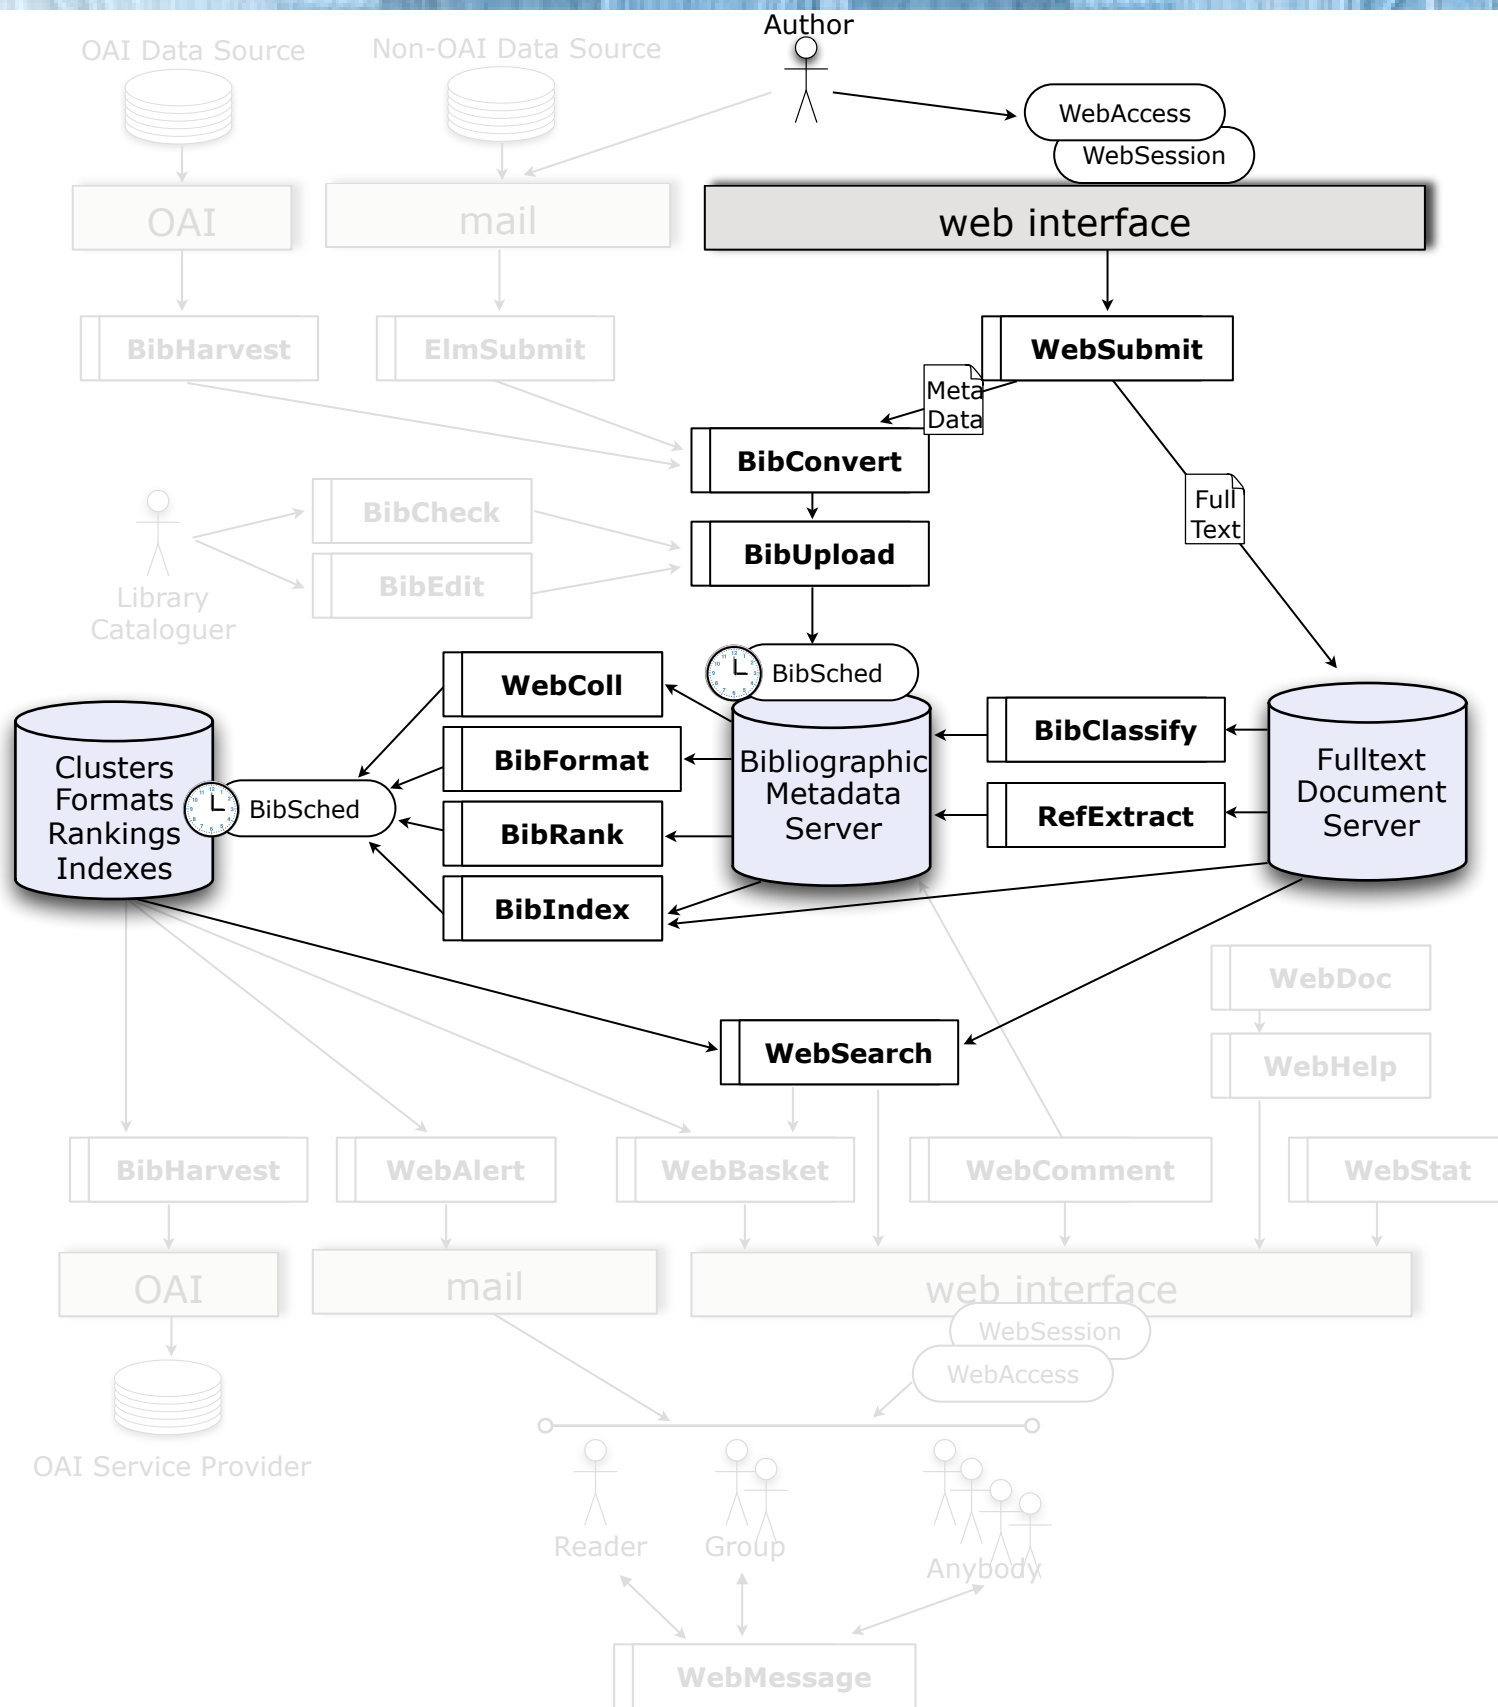 Author
OAI Data Source
Non-OAI Data Source
WebAccess
WebSession
OAI
mail
web interface
BibHarvest
ElmSubmit
WebSubmit
Meta
Data
BibConvert
Full
Text
BibCheck
BibUpload
BibEdit
Library
Cataloguer
BibSched
WebColl
BibClassify
BibFormat
Bibliographic
Metadata
Server
Fulltext
Document
Server
Clusters
Formats
Rankings
Indexes
BibSched
BibRank
RefExtract
BibIndex
WebDoc
WebSearch
WebHelp
BibHarvest
WebAlert
WebBasket
WebComment
WebStat
OAI
mail
web interface
WebSession
WebAccess
OAI Service Provider
Reader
Group
Anybody
WebMessage